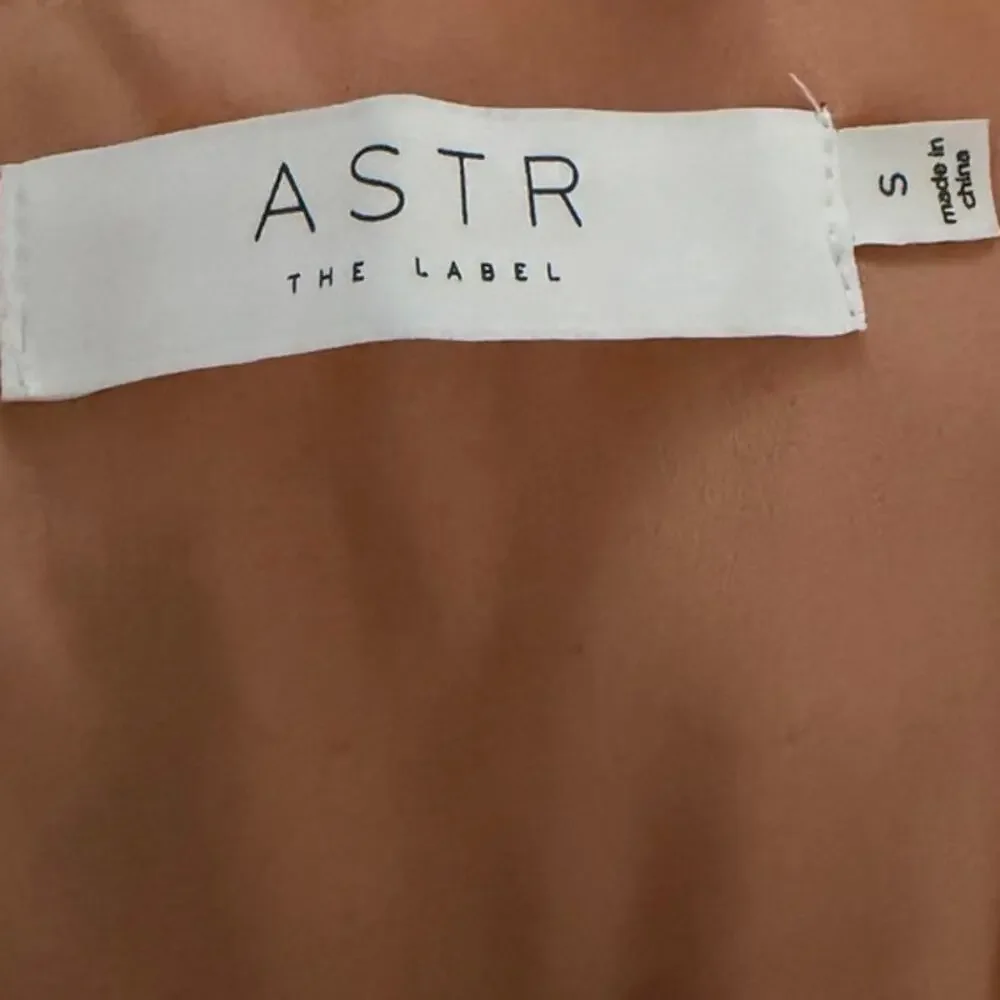 ASTR
THE LABEL
S
made in
china